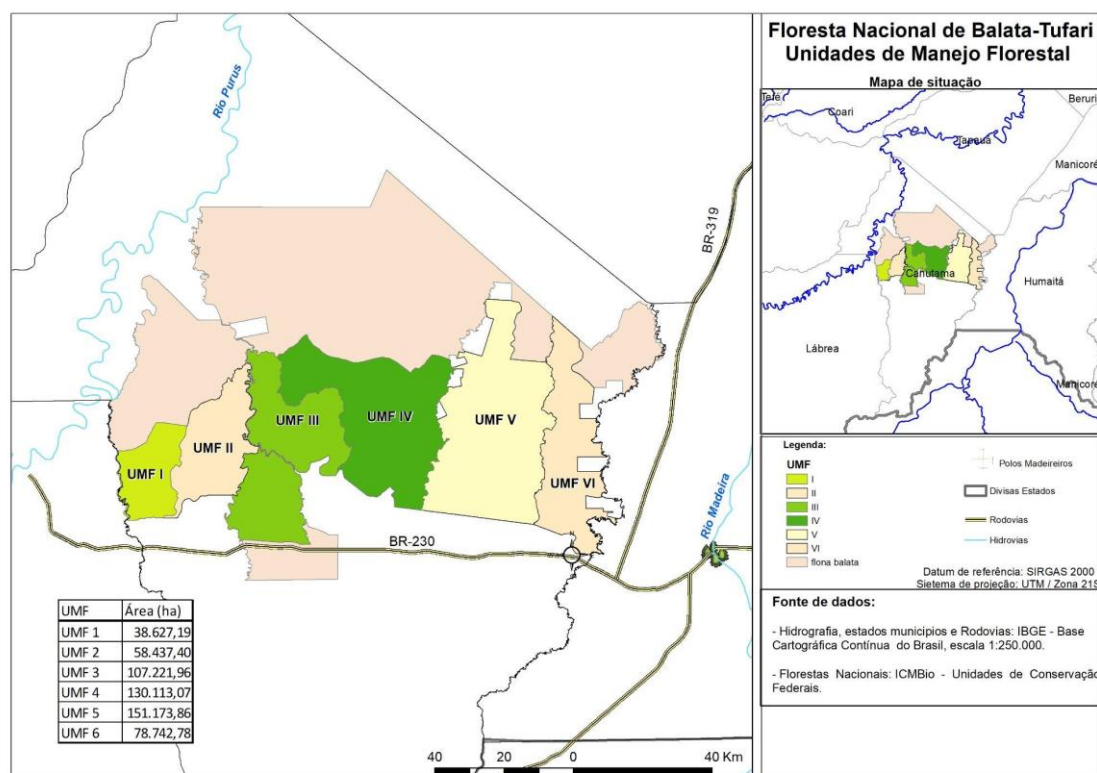 Floresta Nacional de Balata-Tufari
Unidades de Manejo Florestal
Mapa de situação
Tefé
Coari
Beruri
Tapauá
Manicoré
Canutama
Humaitá
Lábrea
Manicoré
Rio Purus
BR-319
UMF I
UMF II
UMF III
UMF IV
UMF V
UMF VI
BR-230
Rio Madeira
UMF Área (ha)
UMF 1 38.627,19
UMF 2 58.437,40
UMF 3 107.221,96
UMF 4 130.113,07
UMF 5 151.173,86
UMF 6 78.742,78
40 20 0 40 Km
Legenda:
UMF
I
II
III
IV
V
VI
flona balata
Polos Madeireiros
Divisas Estados
Rodovias
Hidrovias
Datum de referência: SIRGAS 2000
Sietema de projeção: UTM / Zona 21S
Fonte de dados:
- Hidrografia, estados municipios e Rodovias: IBGE - Base
Cartográfica Contínua do Brasil, escala 1:250.000.
- Florestas Nacionais: ICMBio - Unidades de Conservação
Federais.